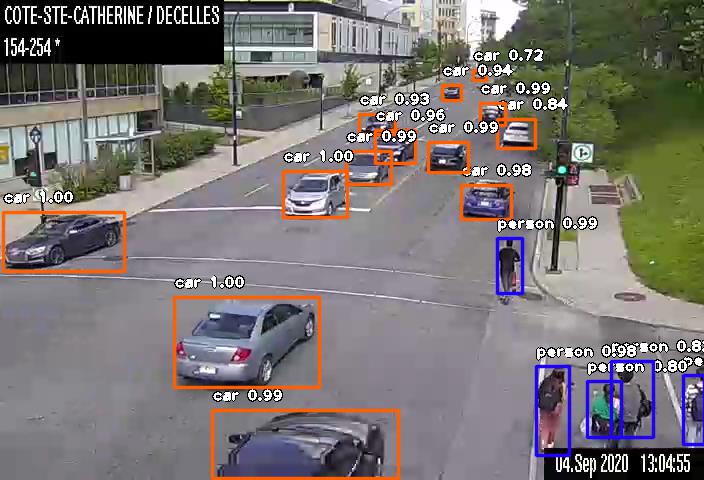 COTE-STE-CATHERINE / DECELLES
154-254 *
car 0.72
car 0.94
car 0.99
car 0.84
car 0.93
car 0.96
car 0.99
0.99
car 1.00
car 0.98
car 1.00
person 0.99
car 1.00
person 0.98
person 0.80
car 0.99
04.Sep 2020 13:04:55